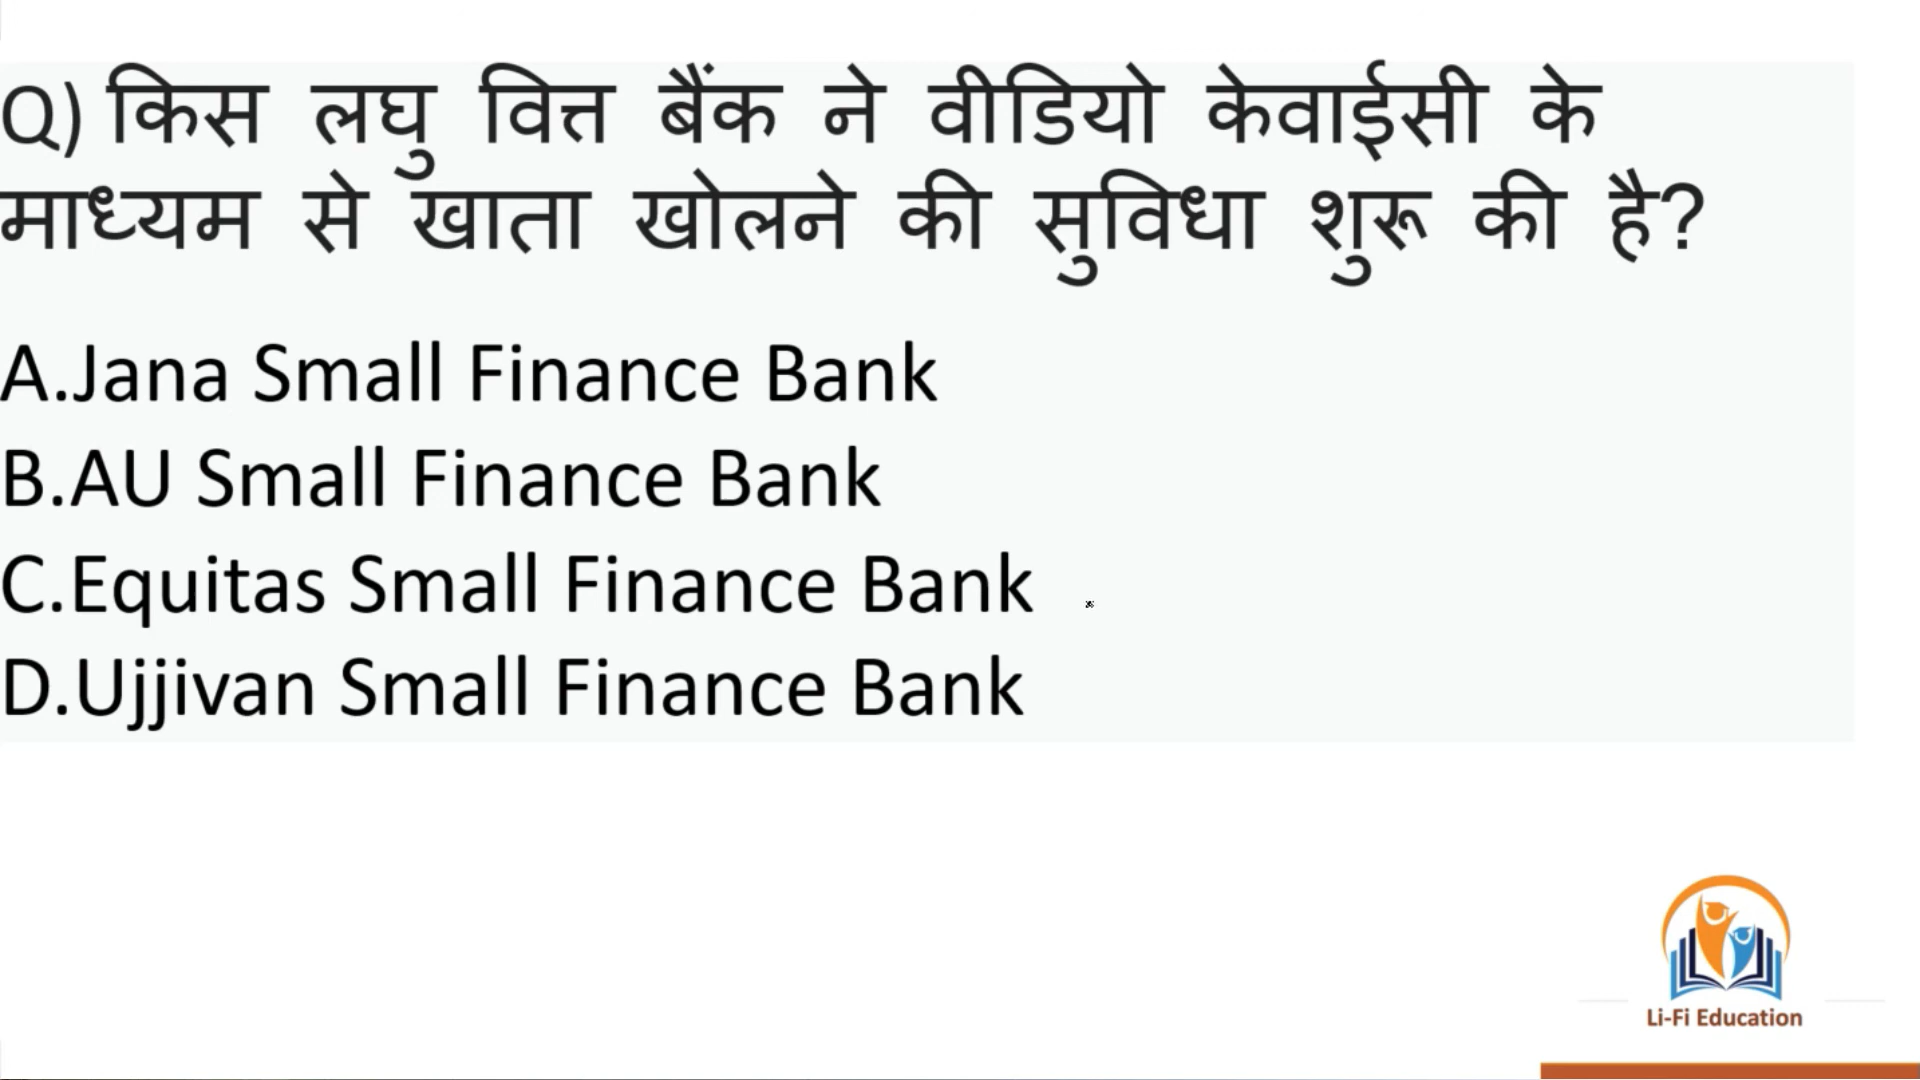 Q) किस लघु वित्त बैंक ने वीडियो केवाईसी के
माध्यम से खाता खोलने की सुविधा शुरू की है?
A.Jana Small Finance Bank
B.AU Small Finance Bank
C.Equitas Small Finance Bank
D.Ujjivan Small Finance Bank
Li-Fi Education